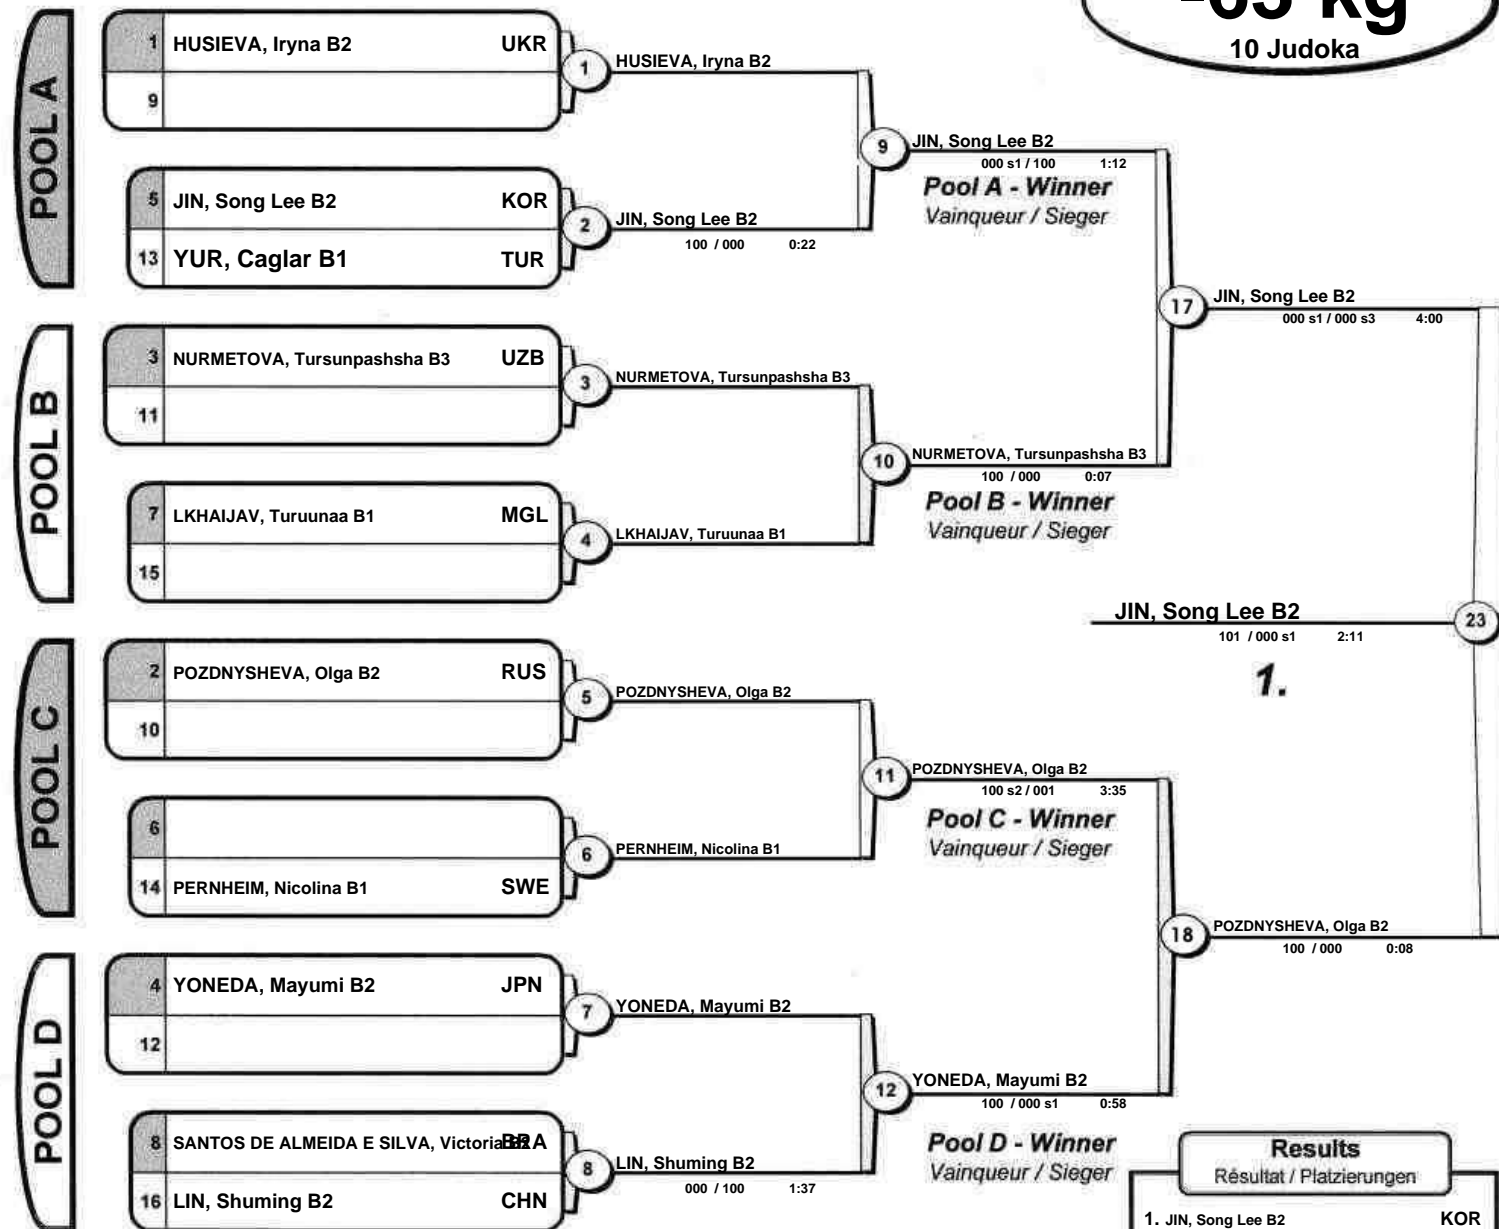 -63 kg
10 Judoka
POOL A
1 HUSIEVA, Iryna B2 UKR
9
1
HUSIEVA, Iryna B2
5 JIN, Song Lee B2 KOR
13 YUR, Caglar B1 TUR
2
JIN, Song Lee B2
100 / 000 0:22
9
JIN, Song Lee B2
000 s1 / 100 1:12
Pool A - Winner
Vainqueur / Sieger
POOL B
3 NURMETOVA, Tursunpashsha B3 UZB
11
3
NURMETOVA, Tursunpashsha B3
7 LKHAIJAV, Turuunaa B1 MGL
15
4
LKHAIJAV, Turuunaa B1
10
NURMETOVA, Tursunpashsha B3
100 / 000 0:07
Pool B - Winner
Vainqueur / Sieger
17
JIN, Song Lee B2
000 s1 / 000 s3 4:00
JIN, Song Lee B2
101 / 000 s1 2:11
23
1.
POOL C
2 POZDNYSHEVA, Olga B2 RUS
10
5
POZDNYSHEVA, Olga B2
6
14 PERNHEIM, Nicolina B1 SWE
6
PERNHEIM, Nicolina B1
11
POZDNYSHEVA, Olga B2
100 s2 / 001 3:35
Pool C - Winner
Vainqueur / Sieger
18
POZDNYSHEVA, Olga B2
100 / 000 0:08
POOL D
4 YONEDA, Mayumi B2 JPN
12
7
YONEDA, Mayumi B2
8 SANTOS DE ALMEIDA E SILVA, Victoria BRA
16 LIN, Shuming B2 CHN
8
LIN, Shuming B2
000 / 100 1:37
12
YONEDA, Mayumi B2
100 / 000 s1 0:58
Pool D - Winner
Vainqueur / Sieger
Results
Résultat / Platzierungen
1. JIN, Song Lee B2 KOR